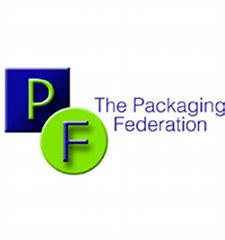 P
F
The Packaging
Federation